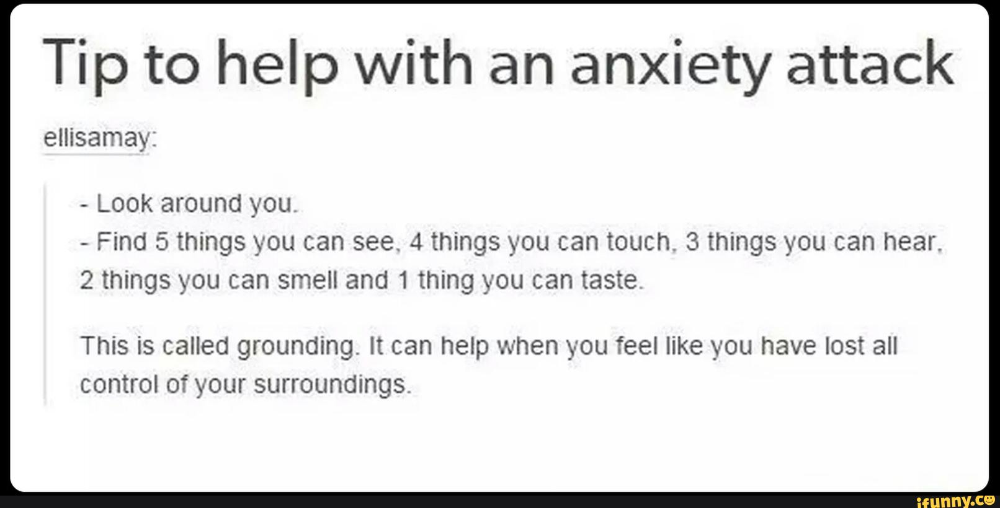 Tip to help with an anxiety attack
ellisamay:
- Look around you.
- Find 5 things you can see, 4 things you can touch, 3 things you can hear,
2 things you can smell and 1 thing you can taste.
This is called grounding. It can help when you feel like you have lost all
control of your surroundings.
ifunny.co